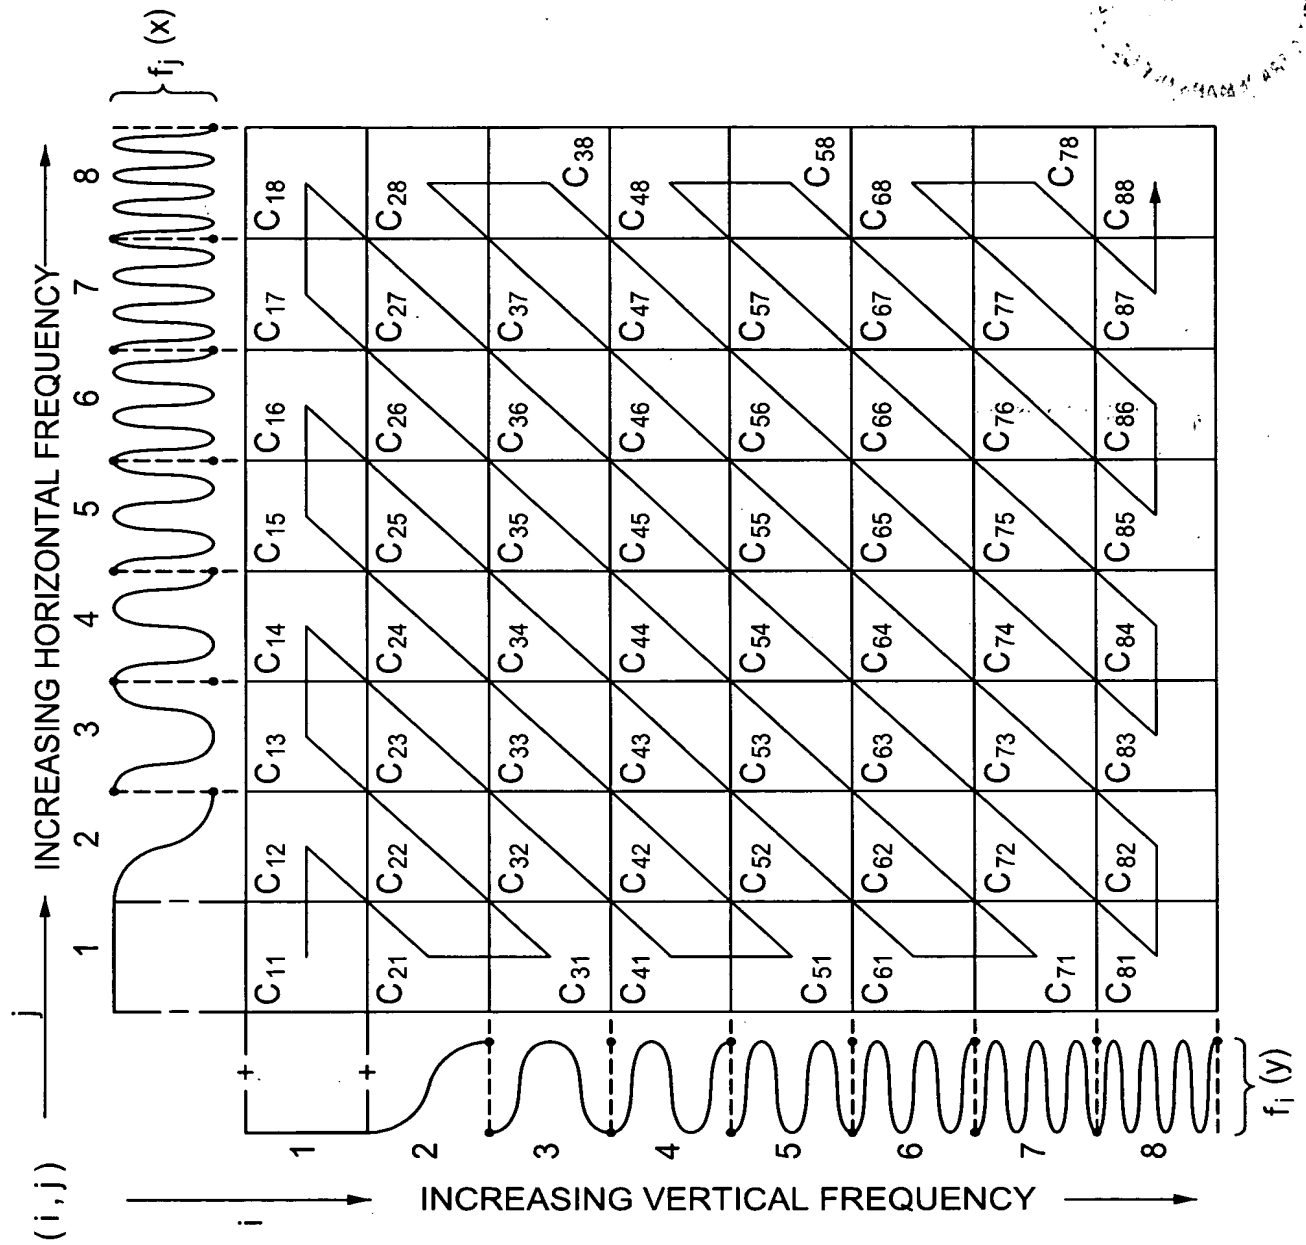 (i,j)
j
INCREASING HORIZONTAL FREQUENCY
1 2 3 4 5 6 7 8
fj (x)
i
INCREASING VERTICAL FREQUENCY
1 2 3 4 5 6 7 8
fi (y)
+ +
C11 C12 C13 C14 C15 C16 C17 C18
C21 C22 C23 C24 C25 C26 C27 C28
C31 C32 C33 C34 C35 C36 C37 C38
C41 C42 C43 C44 C45 C46 C47 C48
C51 C52 C53 C54 C55 C56 C57 C58
C61 C62 C63 C64 C65 C66 C67 C68
C71 C72 C73 C74 C75 C76 C77 C78
C81 C82 C83 C84 C85 C86 C87 C88